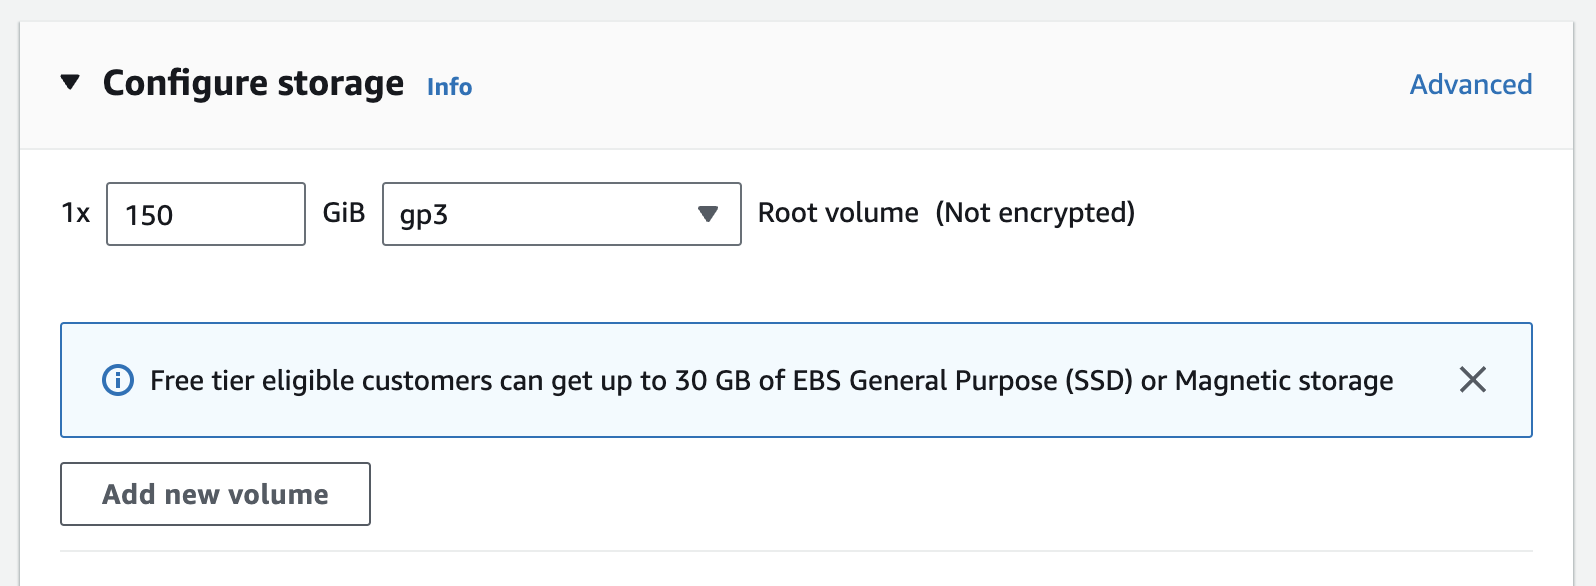 Configure storage Info Advanced
1x 150 GiB gp3 Root volume (Not encrypted)
Free tier eligible customers can get up to 30 GB of EBS General Purpose (SSD) or Magnetic storage
Add new volume